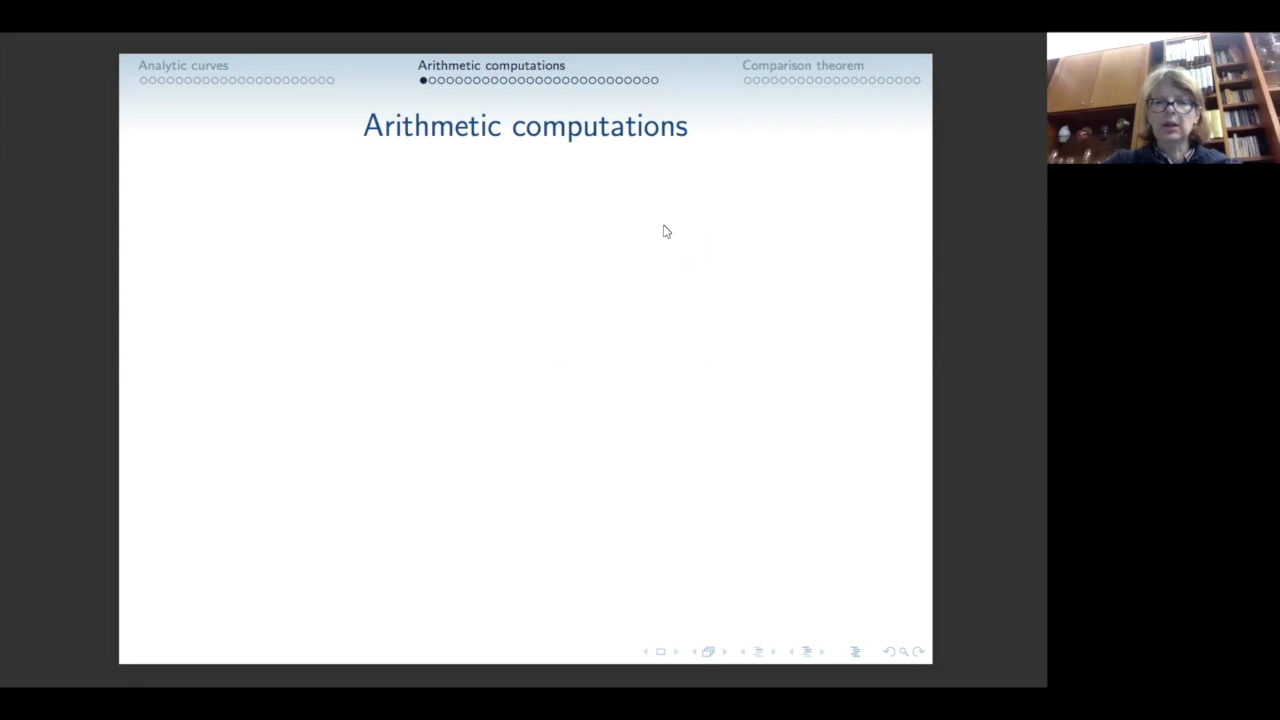 Analytic curves
Arithmetic computations
Comparison theorem
Arithmetic computations